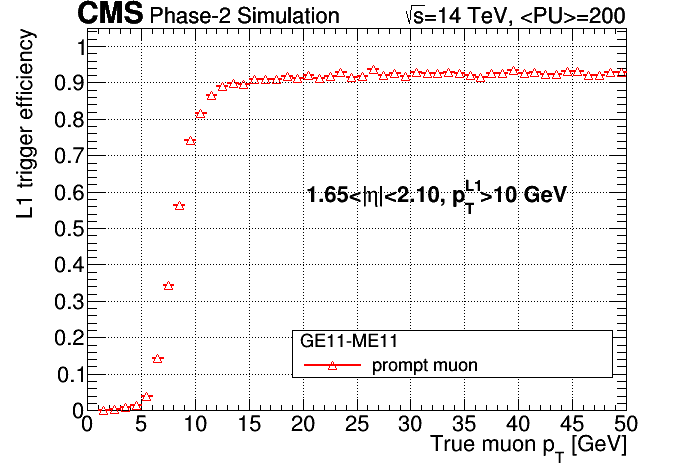 CMS Phase-2 Simulation √s=14 TeV, <PU>=200
L1 trigger efficiency
1
0.9
0.8
0.7
0.6
0.5
0.4
0.3
0.2
0.1
0
1.65<|η|<2.10, p_T^L1>10 GeV
GE11-ME11
prompt muon
0 5 10 15 20 25 30 35 40 45 50
True muon p_T [GeV]